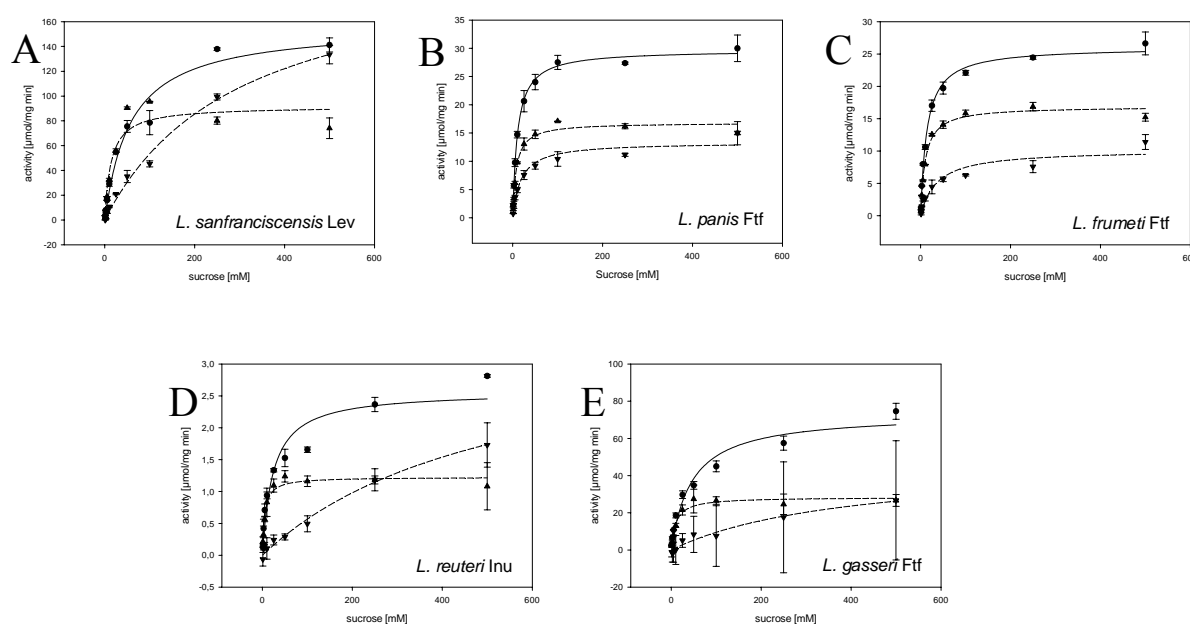 A
160
140
120
100
80
60
40
20
0
-20
activity [µmol/mg min]
L. sanfranciscensis Lev
0 200 400 600
sucrose [mM]
B
35
30
25
20
15
10
5
0
activity [µmol/mg min]
L. panis Ftf
0 200 400 600
Sucrose [mM]
C
30
25
20
15
10
5
0
activity [µmol/mg min]
L. frumeti Ftf
0 200 400 600
sucrose [mM]
D
3,0
2,5
2,0
1,5
1,0
0,5
0,0
-0,5
activity [µmol/mg min]
L. reuteri Inu
0 200 400 600
sucrose [mM]
E
100
80
60
40
20
0
-20
activity [µmol/mg min]
L. gasseri Ftf
0 200 400 600
sucrose [mM]